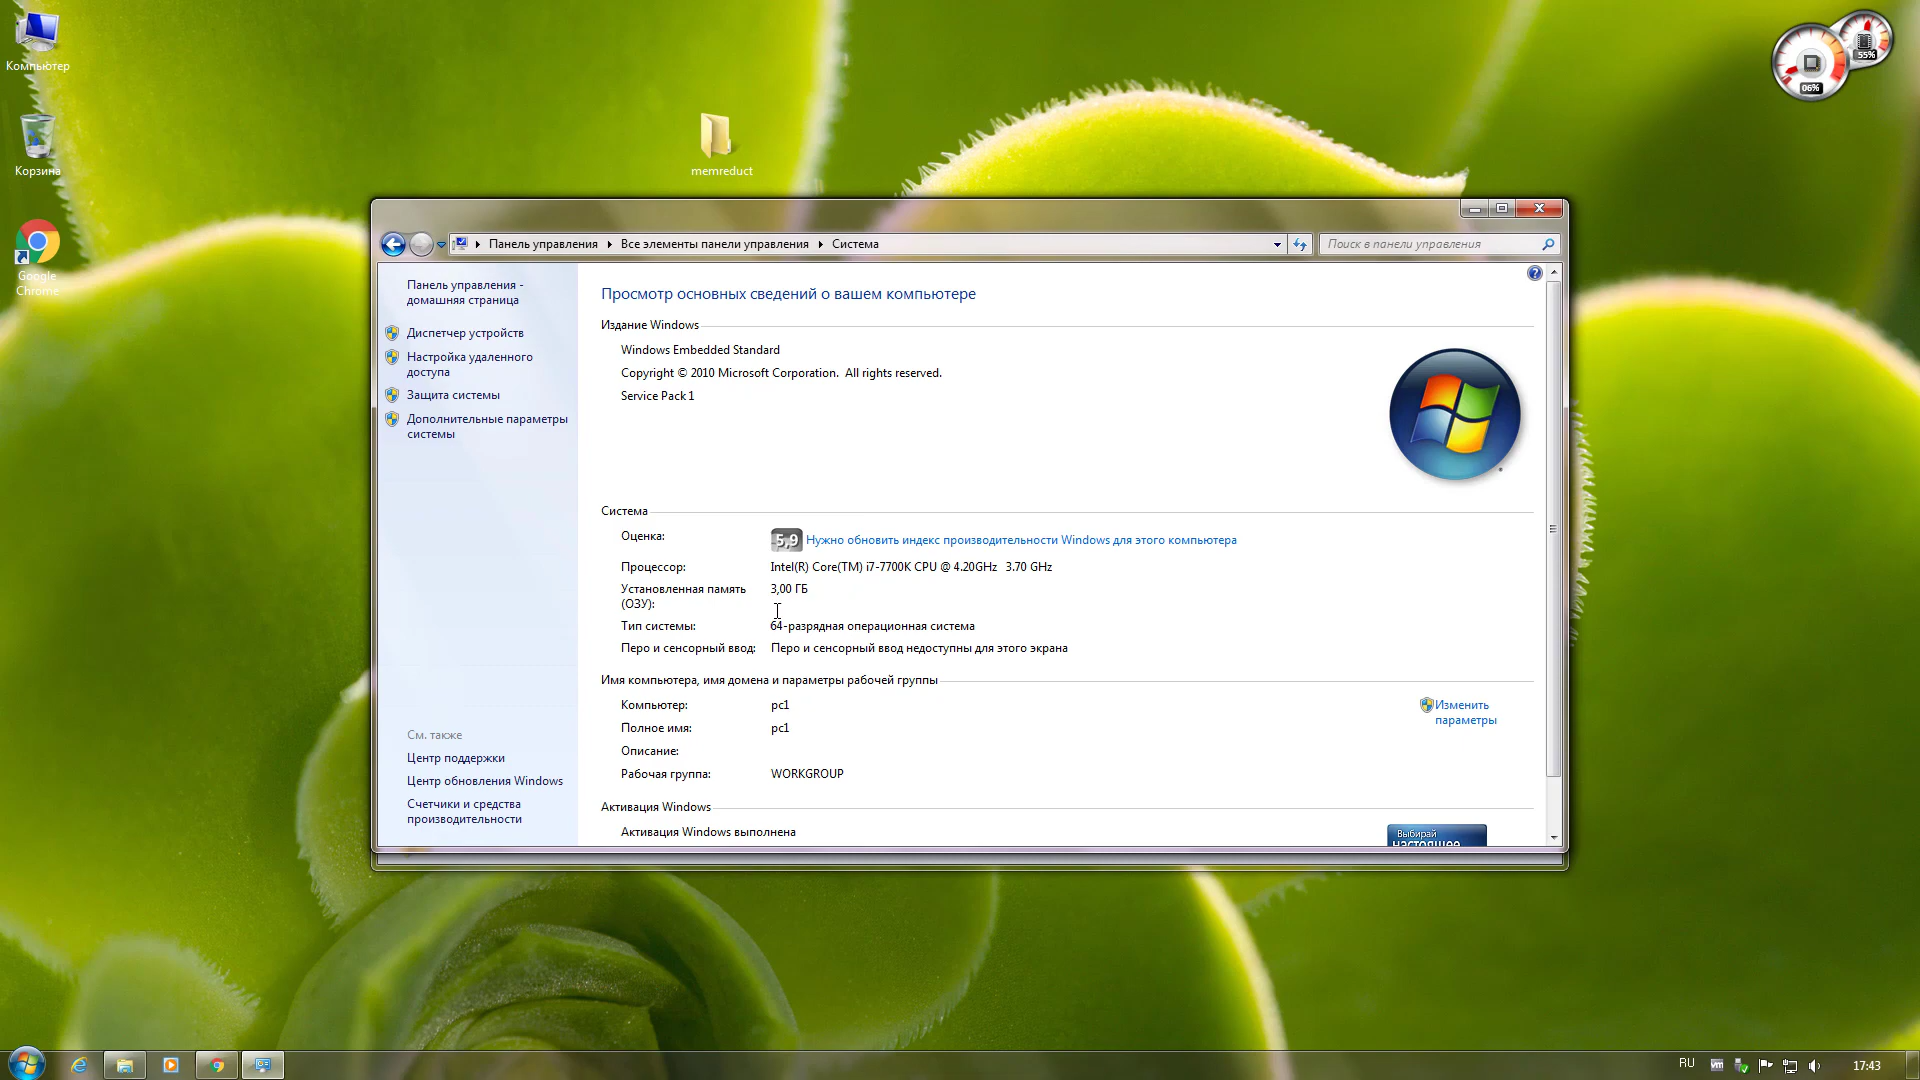 Компьютер
Корзина
Google
Chrome
memreduct
06%
55%
Панель управления
Все элементы панели управления
Система
Поиск в панели управления
Панель управления -
домашняя страница
Диспетчер устройств
Настройка удаленного
доступа
Защита системы
Дополнительные параметры
системы
См. также
Центр поддержки
Центр обновления Windows
Счетчики и средства
производительности
Просмотр основных сведений о вашем компьютере
Издание Windows
Windows Embedded Standard
Copyright © 2010 Microsoft Corporation.  All rights reserved.
Service Pack 1
Система
Оценка:
5,9 Нужно обновить индекс производительности Windows для этого компьютера
Процессор: Intel(R) Core(TM) i7-7700K CPU @ 4.20GHz   3.70 GHz
Установленная память 3,00 ГБ
(ОЗУ):
Тип системы: 64-разрядная операционная система
Перо и сенсорный ввод: Перо и сенсорный ввод недоступны для этого экрана
Имя компьютера, имя домена и параметры рабочей группы
Компьютер: pc1
Изменить
параметры
Полное имя: pc1
Описание:
Рабочая группа: WORKGROUP
Активация Windows
Активация Windows выполнена
Выбирай
настоящее
RU
vm
17:43